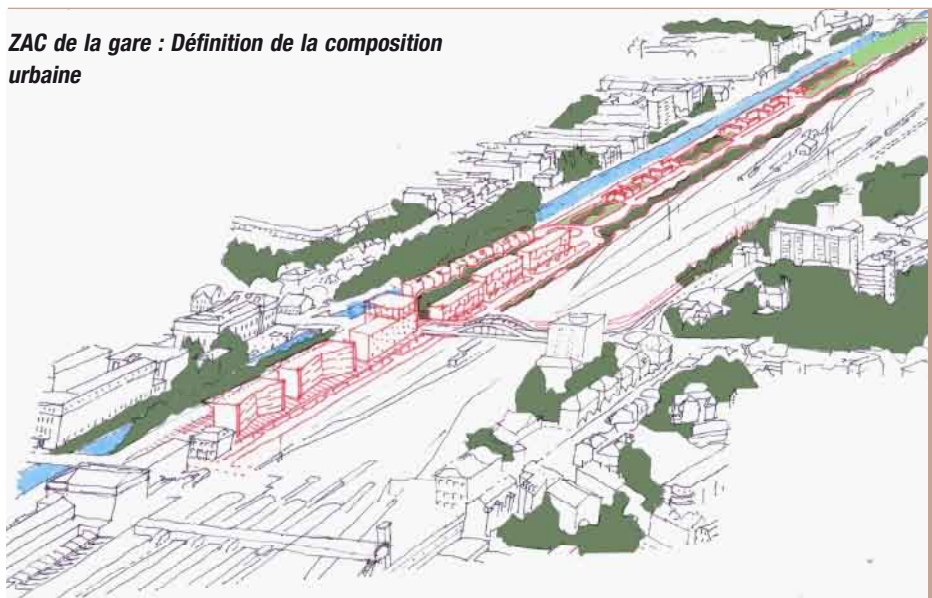 ZAC de la gare : Définition de la composition
urbaine